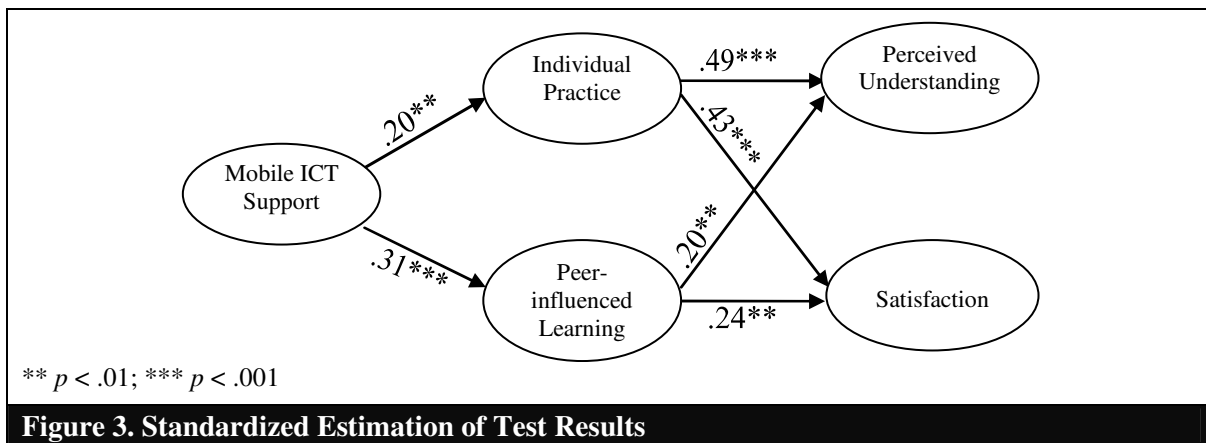 Individual
Practice
.49***
Perceived
Understanding
.20**
.43***
Mobile ICT
Support
.31***
.20**
Peer-
influenced
Learning
.24**
Satisfaction
** p < .01; *** p < .001
Figure 3. Standardized Estimation of Test Results